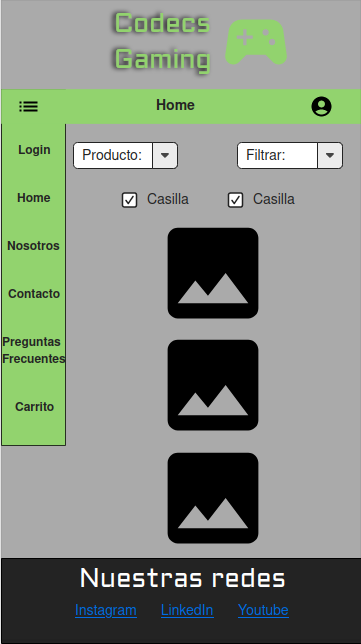 Codecs
Gaming
Home
Login
Producto:
Filtrar:
Home
Casilla
Casilla
Nosotros
Contacto
Preguntas
Frecuentes
Carrito
Nuestras redes
Instagram LinkedIn Youtube